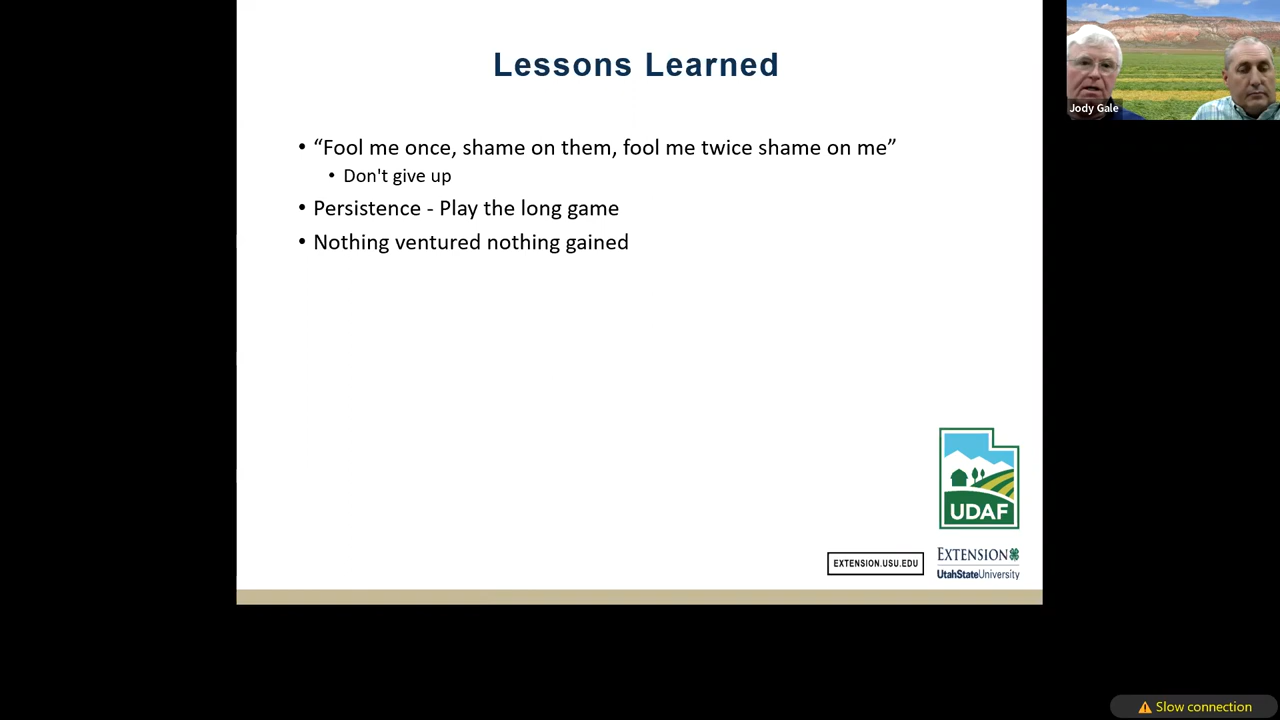 Lessons Learned
Jody Gale
• “Fool me once, shame on them, fool me twice shame on me”
• Don't give up
• Persistence - Play the long game
• Nothing ventured nothing gained
UDAF
EXTENSION.USU.EDU
EXTENSION
UtahStateUniversity
Slow connection